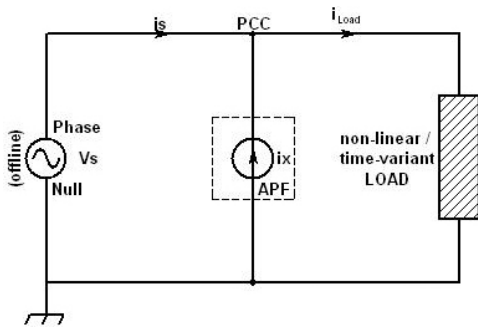 is
PCC
iLoad
(offline)
Phase
Vs
Null
ix
APF
non-linear /
time-variant
LOAD